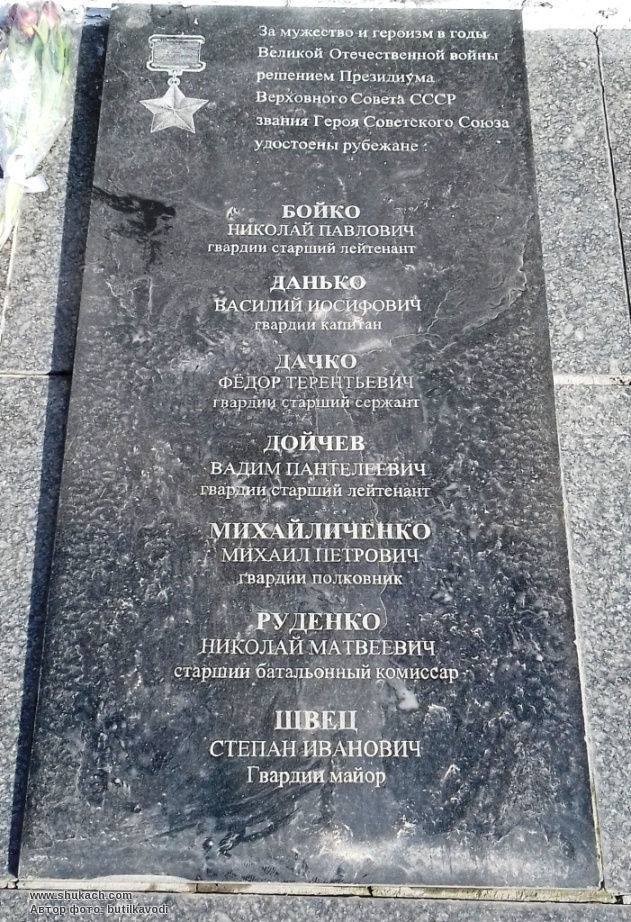 За мужество и героизм в годы
Великой Отечественной войны
решением Президиума
Верховного Совета СССР
звания Героя Советского Союза
удостоены рубежане :
БОЙКО
НИКОЛАЙ ПАВЛОВИЧ
гвардии старший лейтенант
ДАНЬКО
ВАСИЛИЙ ИОСИФОВИЧ
гвардии капитан
ДАЧКО
ФЁДОР ТЕРЕНТЬЕВИЧ
гвардии старший сержант
ДОЙЧЕВ
ВАДИМ ПАНТЕЛЕЕВИЧ
гвардии старший лейтенант
МИХАЙЛИЧЕНКО
МИХАИЛ ПЕТРОВИЧ
гвардии полковник
РУДЕНКО
НИКОЛАЙ МАТВЕЕВИЧ
старший батальонный комиссар
ШВЕЦ
СТЕПАН ИВАНОВИЧ
Гвардии майор
www.shukach.com
Автор фото: butilkavodi